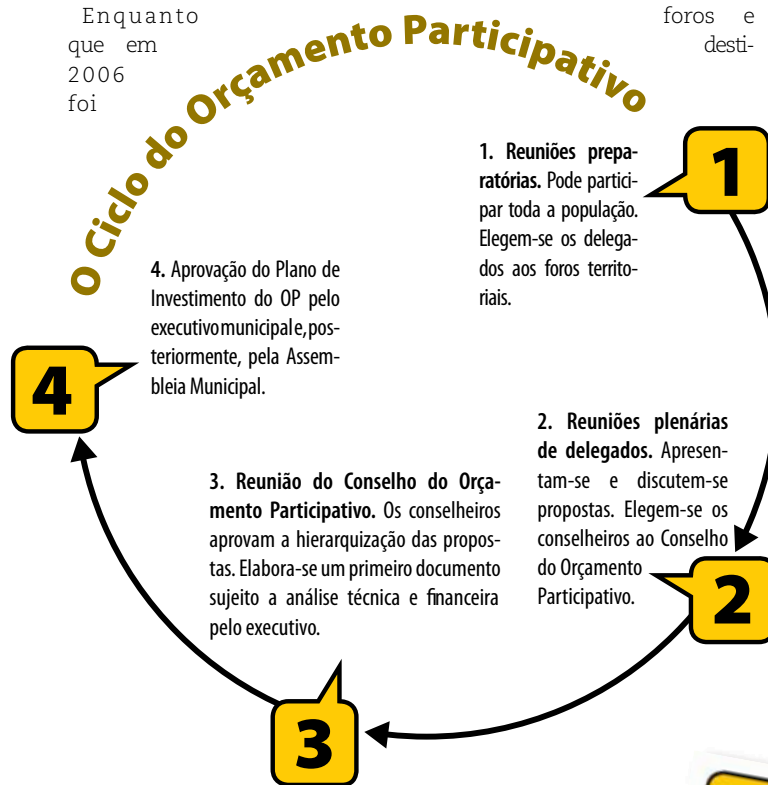 Enquanto
que em
2006
foi
foros e
desti-
O Ciclo do Orçamento Participativo
1
1. Reuniões prepa-
ratórias. Pode partici-
par toda a população.
Elegem-se os delega-
dos aos foros territo-
riais.
2
2. Reuniões plenárias
de delegados. Apresen-
tam-se e discutem-se
propostas. Elegem-se os
conselheiros ao Conselho
do Orçamento
Participativo.
3. Reunião do Conselho do Orça-
mento Participativo. Os conselheiros
aprovam a hierarquização das propos-
tas. Elabora-se um primeiro documento
sujeito a análise técnica e financeira
pelo executivo.
3
4. Aprovação do Plano de
Investimento do OP pelo
executivo municipal e, pos-
teriormente, pela Assem-
bleia Municipal.
4